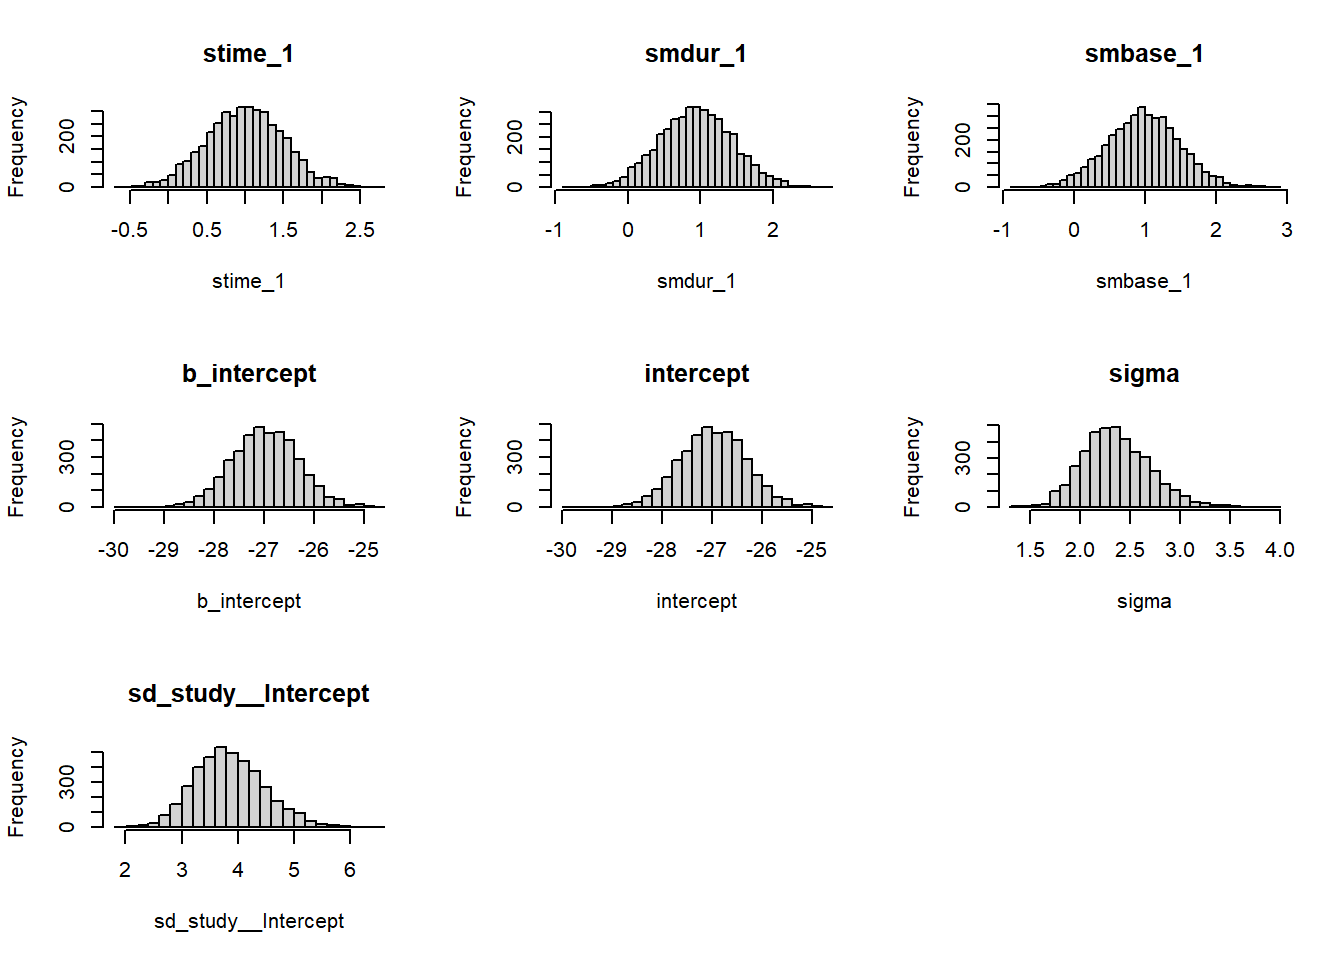 stime_1
Frequency
0 200
-0.5 0.5 1.5 2.5
stime_1
smdur_1
Frequency
0 200
-1 0 1 2
smdur_1
smbase_1
Frequency
0 200
-1 0 1 2 3
smbase_1
b_intercept
Frequency
0 300
-30 -29 -28 -27 -26 -25
b_intercept
intercept
Frequency
0 300
-30 -29 -28 -27 -26 -25
intercept
sigma
Frequency
0 300
1.5 2.0 2.5 3.0 3.5 4.0
sigma
sd_study__Intercept
Frequency
0 300
2 3 4 5 6
sd_study__Intercept